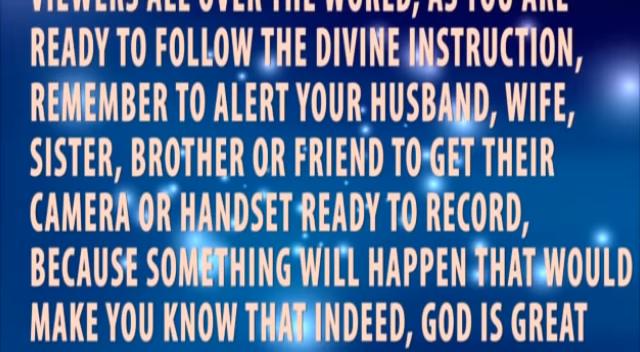 VIEWERS ALL OVER THE WORLD, AS YOU ARE
READY TO FOLLOW THE DIVINE INSTRUCTION,
REMEMBER TO ALERT YOUR HUSBAND, WIFE,
SISTER, BROTHER OR FRIEND TO GET THEIR
CAMERA OR HANDSET READY TO RECORD,
BECAUSE SOMETHING WILL HAPPEN THAT WOULD
MAKE YOU KNOW THAT INDEED, GOD IS GREAT